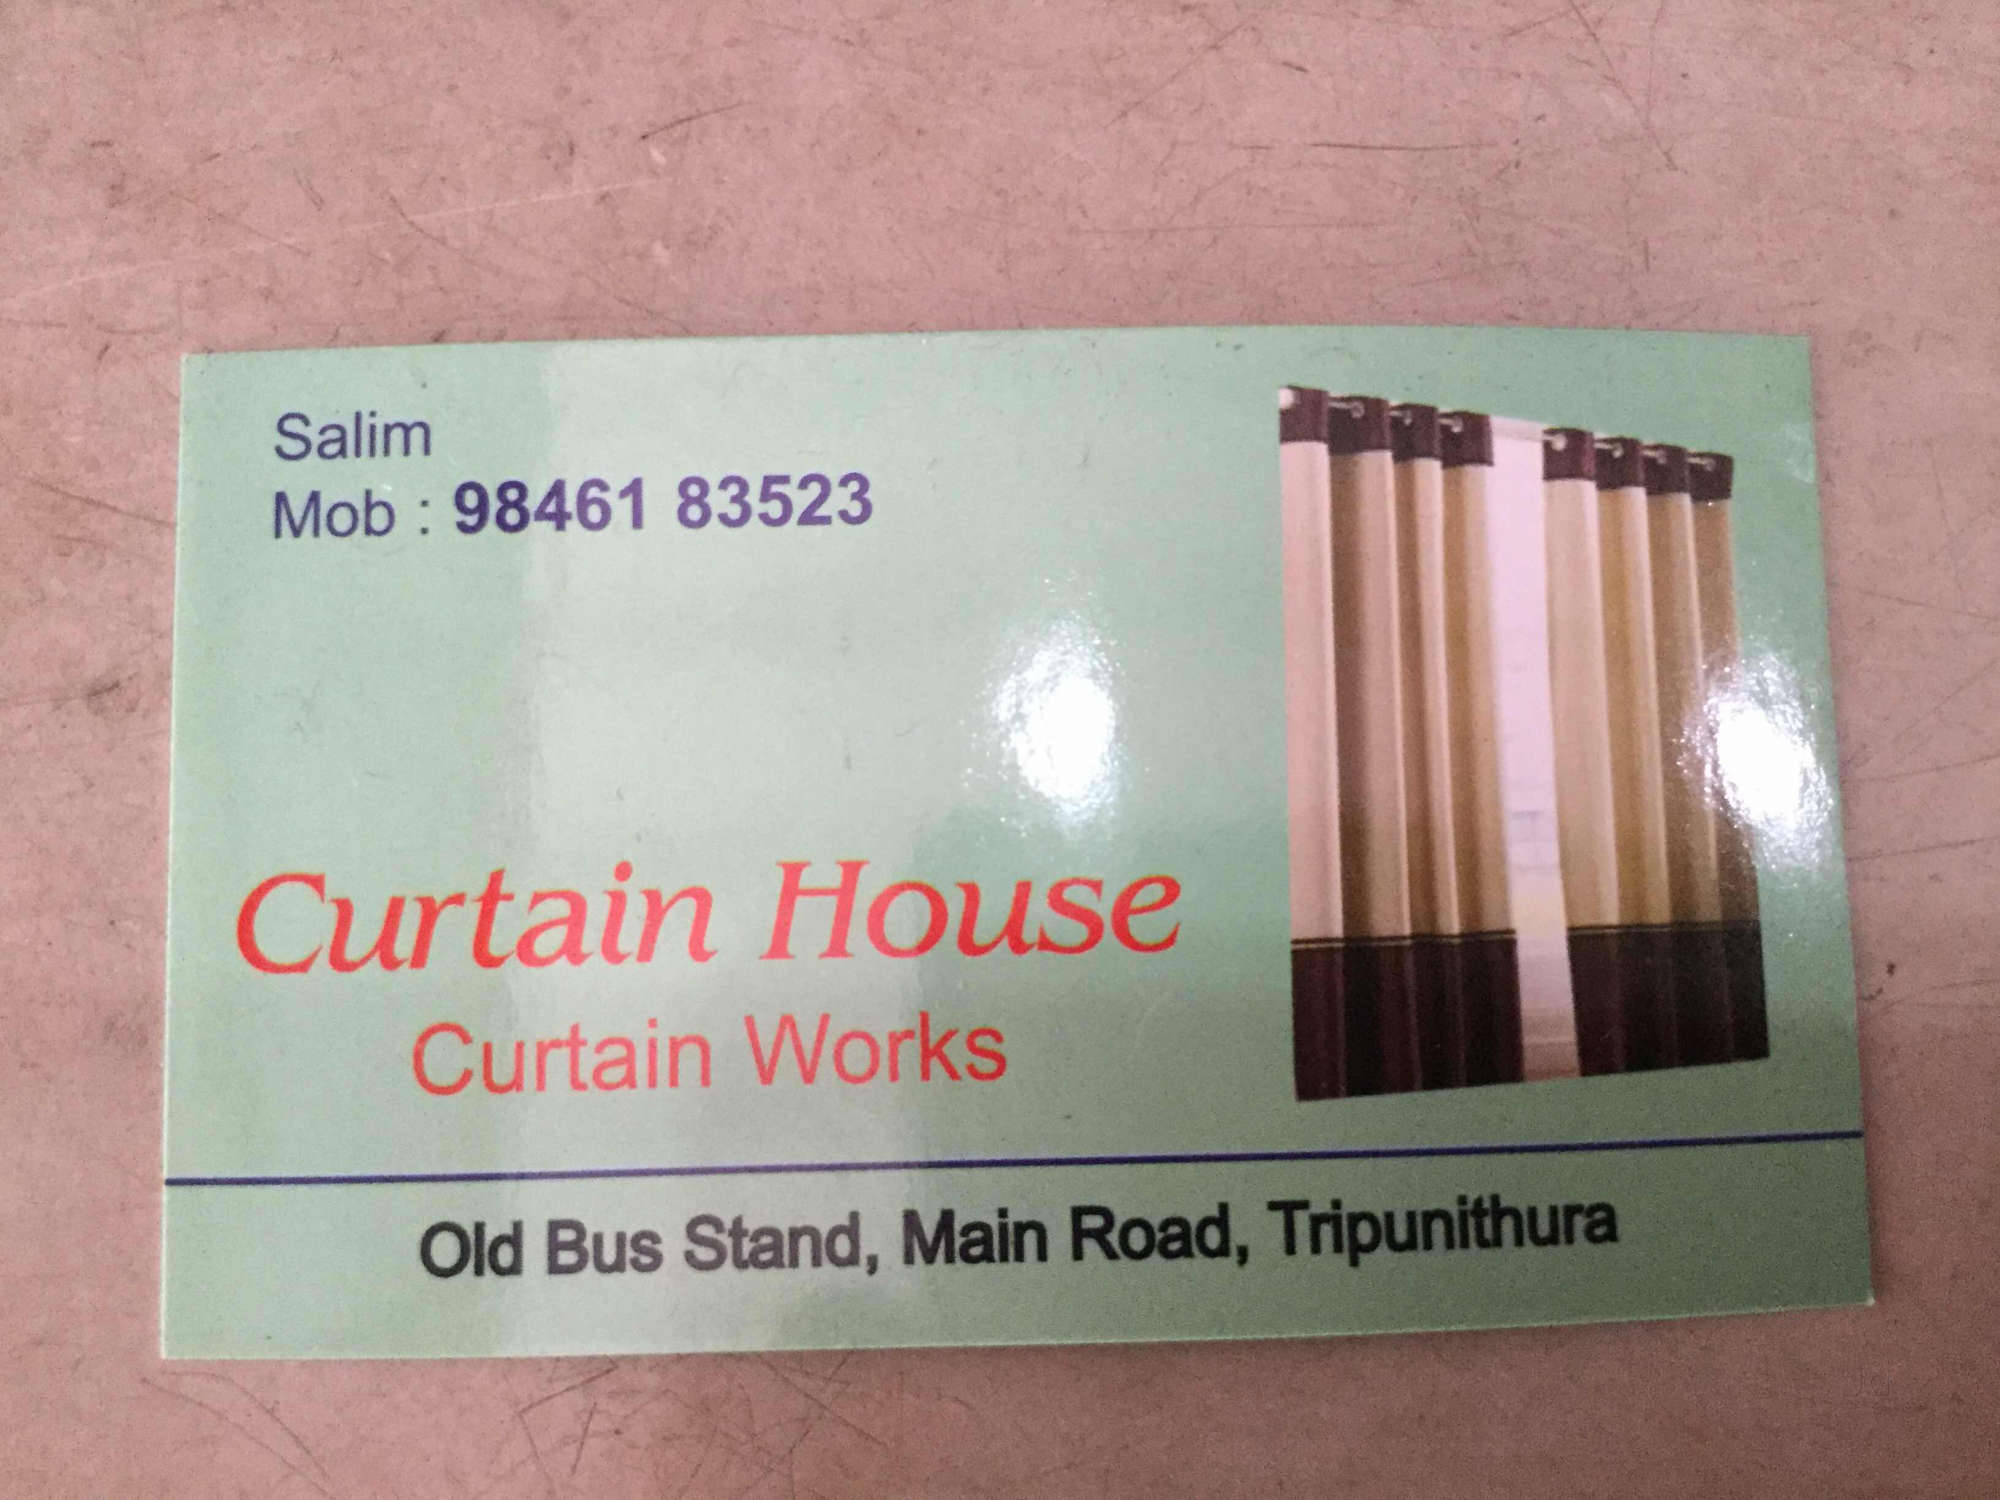 Salim
Mob : 98461 83523
Curtain House
Curtain Works
Old Bus Stand, Main Road, Tripunithura